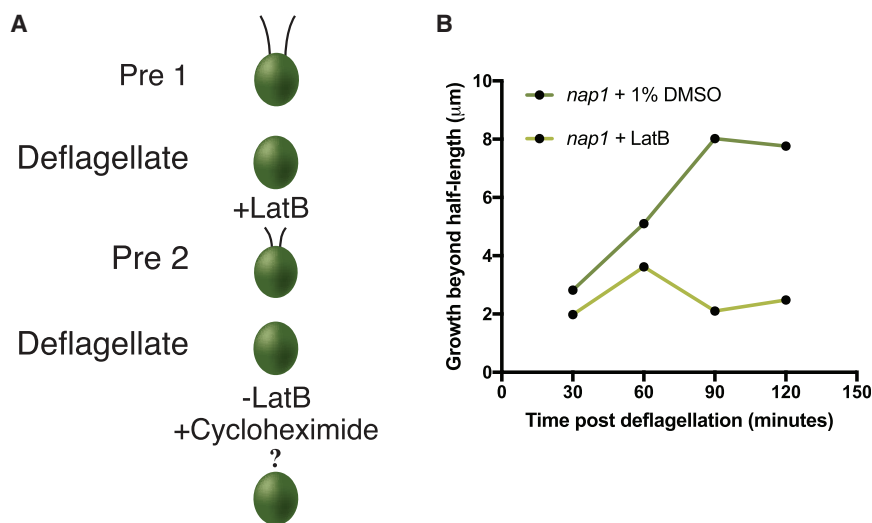 A
Pre 1
Deflagellate
+LatB
Pre 2
Deflagellate
-LatB
+Cycloheximide
?
B
Growth beyond half-length (μm)
10
8
6
4
2
0
nap1 + 1% DMSO
nap1 + LatB
0 30 60 90 120 150
Time post deflagellation (minutes)